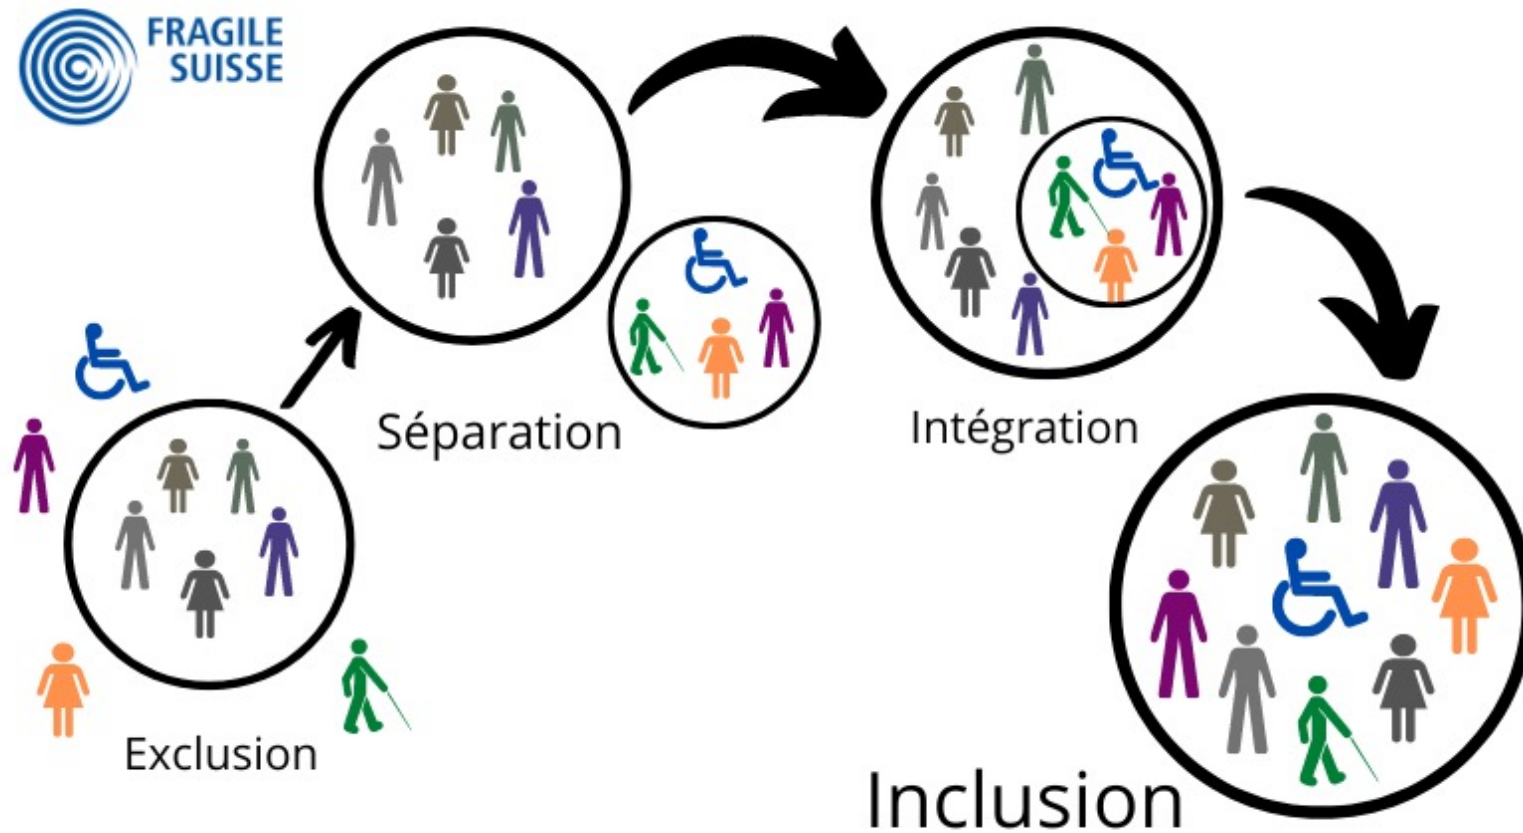 FRAGILE
SUISSE
Séparation
Intégration
Exclusion
Inclusion